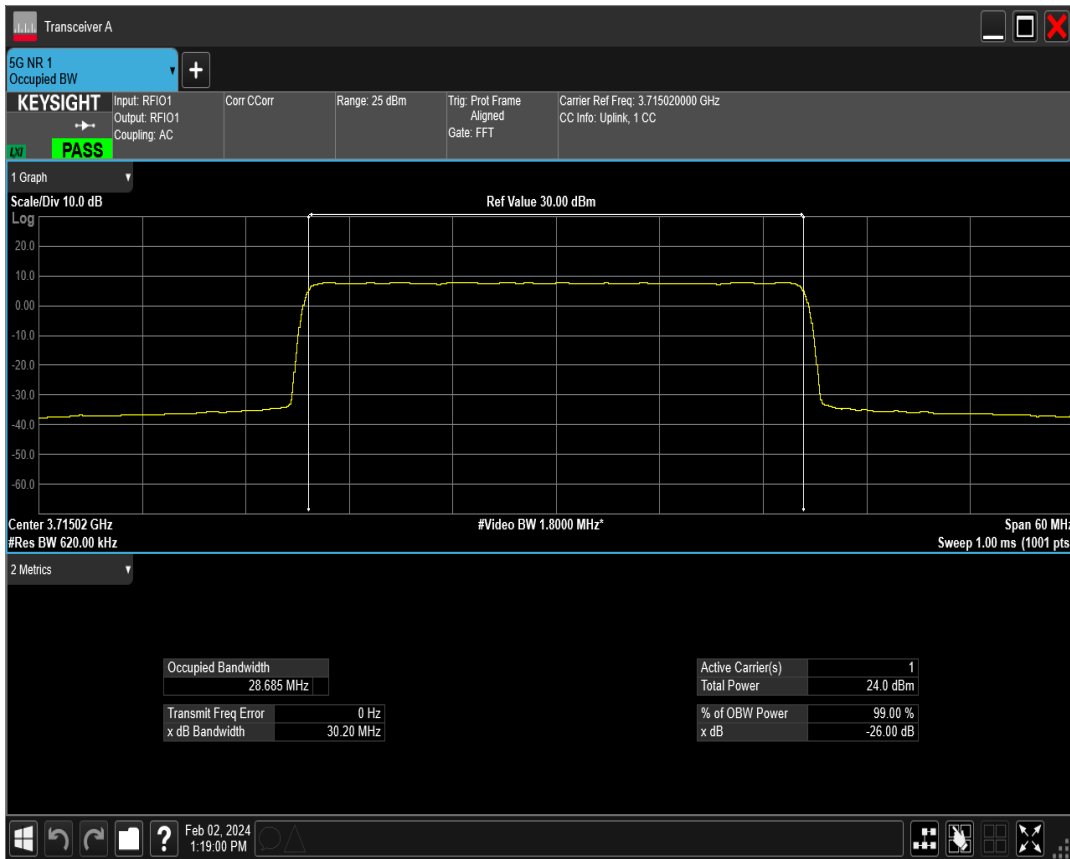 Transceiver A
5G NR 1
Occupied BW
+
KEYSIGHT
Input: RFIO1
Output: RFIO1
Coupling: AC
Corr CCorr
Range: 25 dBm
Trig: Prot Frame
Aligned
Gate: FFT
Carrier Ref Freq: 3.715020000 GHz
CC Info: Uplink, 1 CC
LXI
PASS
1 Graph
Scale/Div 10.0 dB
Ref Value 30.00 dBm
Log
20.0
10.0
0.00
-10.0
-20.0
-30.0
-40.0
-50.0
-60.0
Center 3.71502 GHz
#Video BW 1.8000 MHz*
Span 60 MHz
#Res BW 620.00 kHz
Sweep 1.00 ms (1001 pts
2 Metrics
Occupied Bandwidth
28.685 MHz
Transmit Freq Error 0 Hz
x dB Bandwidth 30.20 MHz
Active Carrier(s) 1
Total Power 24.0 dBm
% of OBW Power 99.00 %
x dB -26.00 dB
?
Feb 02, 2024
1:19:00 PM